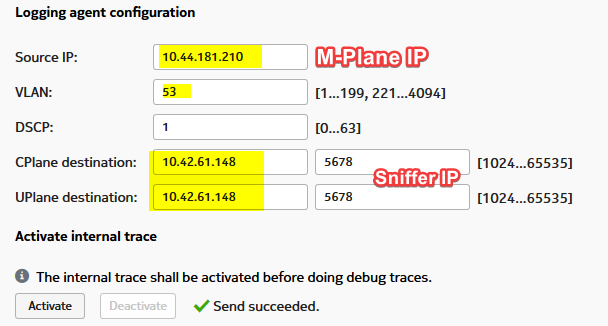 Logging agent configuration
Source IP: 10.44.181.210 M-Plane IP
VLAN: 53 [1...199, 221...4094]
DSCP: 1 [0...63]
CPlane destination: 10.42.61.148 5678 [1024...65535]
Sniffer IP
UPlane destination: 10.42.61.148 5678 [1024...65535]
Activate internal trace
The internal trace shall be activated before doing debug traces.
Activate Deactivate Send succeeded.